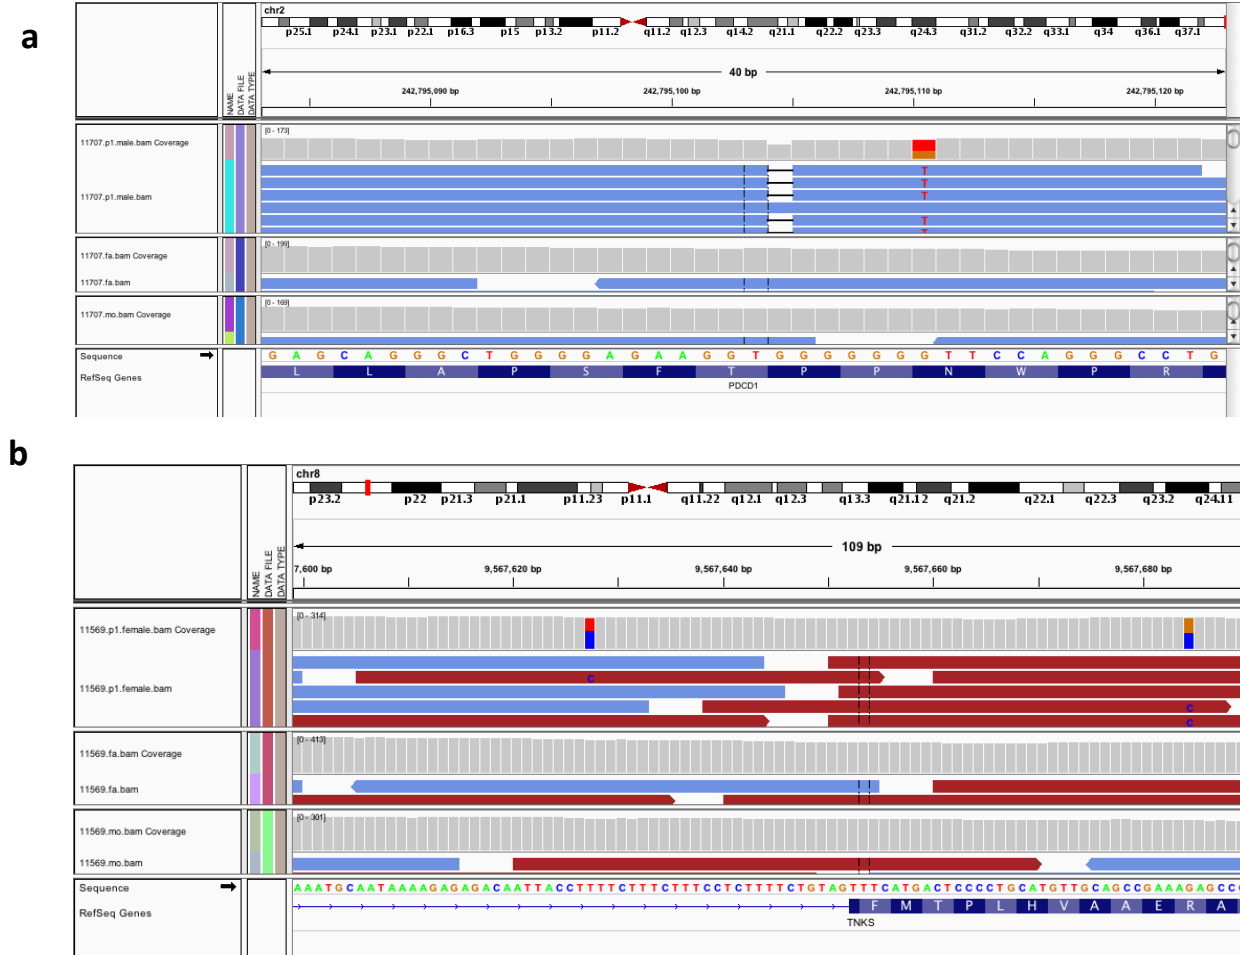 a
chr2
p25.1 p24.1 p23.1 p22.1 p16.3 p15 p13.2 p11.2 q11.2 q12.3 q14.2 q21.1 q22.2 q23.3 q24.3 q31.2 q32.2 q33.1 q34 q36.1 q37.1
40 bp
NAME
DATA FILE
DATA TYPE
242,795,090 bp 242,795,100 bp 242,795,110 bp 242,795,120 bp
[0 - 173]
11707.p1.male.bam Coverage
T
T
T
11707.p1.male.bam
T
T
[0 - 199]
11707.fa.bam Coverage
11707.fa.bam
[0 - 169]
11707.mo.bam Coverage
Sequence G A G C A G G G C T G G G G A G A A G G T G G G G G G G T T C C A G G G C C T G
RefSeq Genes L L A P S F T P P N W P R
PDCD1
b
chr8
p23.2 p22 p21.3 p21.1 p11.23 p11.1 q11.22 q12.1 q12.3 q13.3 q21.12 q21.2 q22.1 q22.3 q23.2 q24.11
109 bp
NAME
DATA FILE
DATA TYPE
7,600 bp 9,567,620 bp 9,567,640 bp 9,567,660 bp 9,567,680 bp
[0 - 314]
11569.p1.female.bam Coverage
C
11569.p1.female.bam
C
C
[0 - 413]
11569.fa.bam Coverage
11569.fa.bam
[0 - 301]
11569.mo.bam Coverage
11569.mo.bam
Sequence AAATGCAATAAAAGAGAGACAATTACCTTTTCTTTCTTTCCTCTTTTCTGTAGTTTCATGACTCCCCTGCATGTTGCAGCCGAAAGAGCC
RefSeq Genes F M T P L H V A A E R A
TNKS